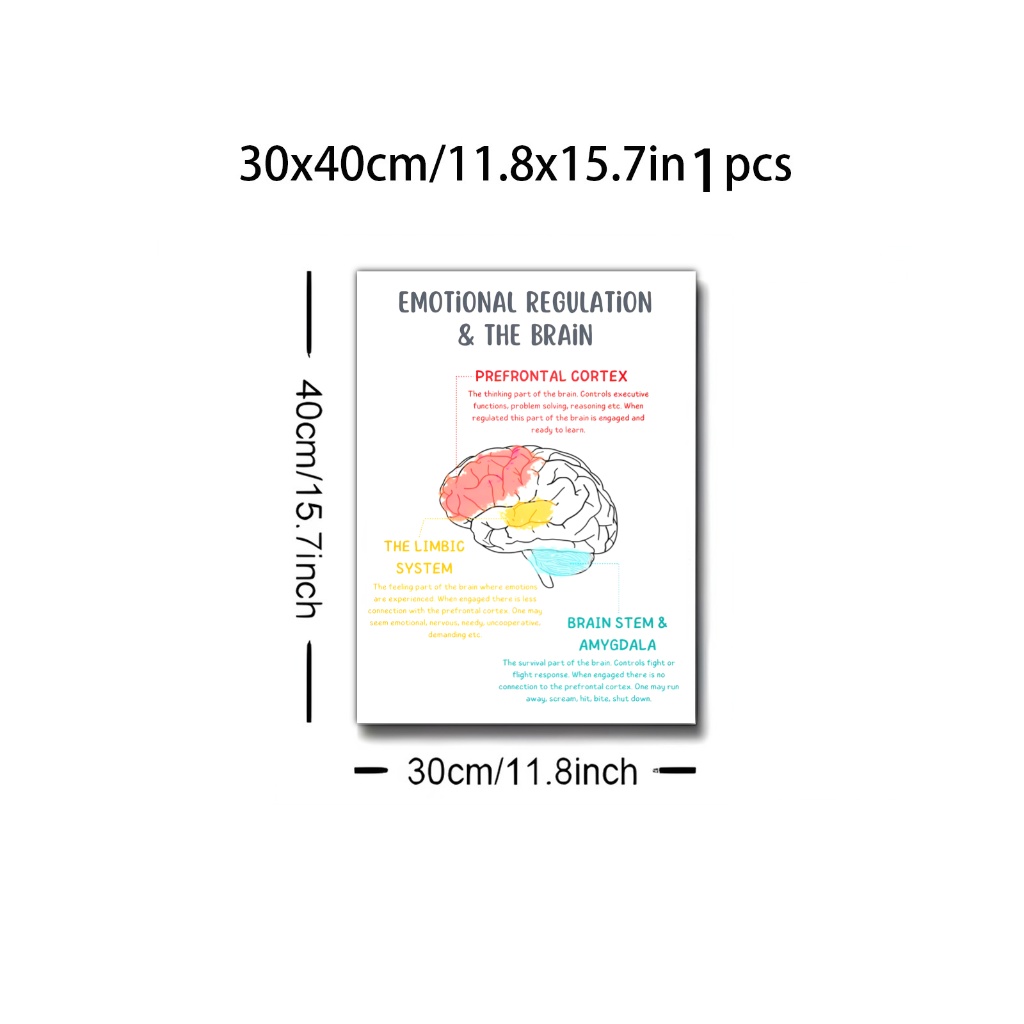 30x40cm/11.8x15.7in 1 pcs
EMOTiONAL REGULATiON
& THE BRAiN
PREFRONTAL CORTEX
The thinking part of the brain. Controls executive
functions, problem solving, reasoning etc. When
regulated this part of the brain is engaged and
ready to learn.
THE LIMBIC
SYSTEM
The feeling part of the brain where emotions
are experienced. When engaged there is less
connection with the prefrontal cortex. One may
seem emotional, nervous, needy, uncooperative,
demanding etc.
BRAIN STEM &
AMYGDALA
The survival part of the brain. Controls fight or
flight response. When engaged there is no
connection to the prefrontal cortex. One may run
away, scream, hit, bite, shut down.
40cm/15.7inch
30cm/11.8inch